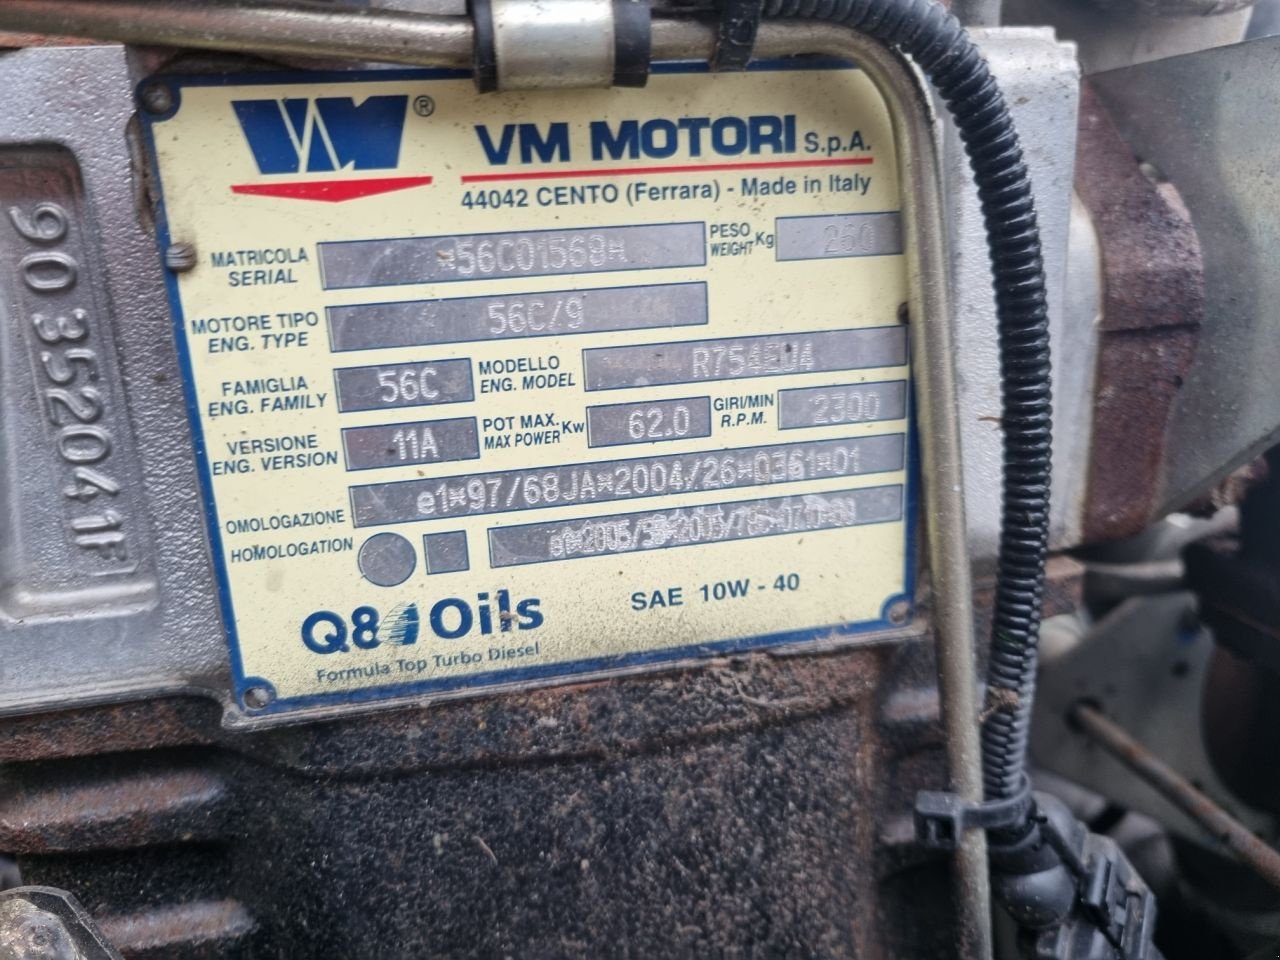 VM®
VM MOTORI S.p.A.
44042 CENTO (Ferrara) - Made in Italy
MATRICOLA SERIAL *56C01568* PESO WEIGHT Kg 260
MOTORE TIPO ENG. TYPE 56C/9
FAMIGLIA ENG. FAMILY 56C MODELLO ENG. MODEL R754EU4
VERSIONE ENG. VERSION 11A POT MAX. MAX POWER Kw 62.0 GIRI/MIN R.P.M. 2300
OMOLOGAZIONE HOMOLOGATION e1*97/68JA*2004/26*0361*01
Q8 Oils SAE 10W - 40
Formula Top Turbo Diesel
90 352041F